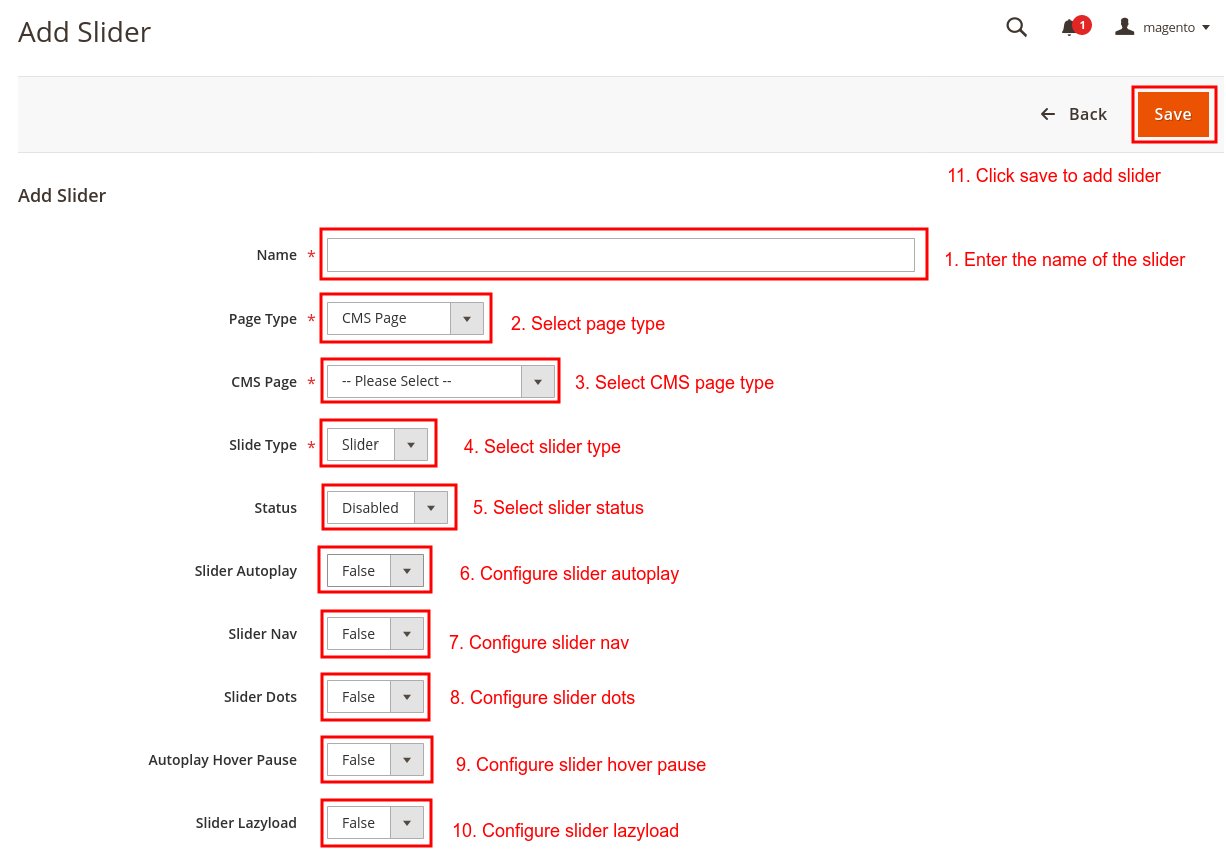 Add Slider
1
magento
Back
Save
11. Click save to add slider
Add Slider
Name *
1. Enter the name of the slider
Page Type * CMS Page
2. Select page type
CMS Page * -- Please Select --
3. Select CMS page type
Slide Type * Slider
4. Select slider type
Status Disabled
5. Select slider status
Slider Autoplay False
6. Configure slider autoplay
Slider Nav False
7. Configure slider nav
Slider Dots False
8. Configure slider dots
Autoplay Hover Pause False
9. Configure slider hover pause
Slider Lazyload False
10. Configure slider lazyload